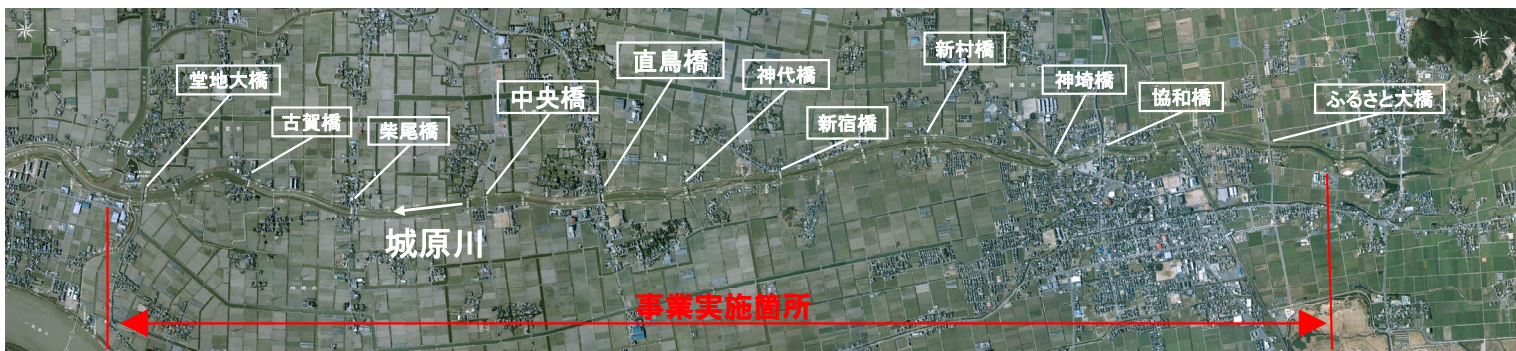 堂地大橋
古賀橋
柴尾橋
中央橋
直鳥橋
神代橋
新宿橋
新村橋
神埼橋
協和橋
ふるさと大橋
城原川
事業実施箇所